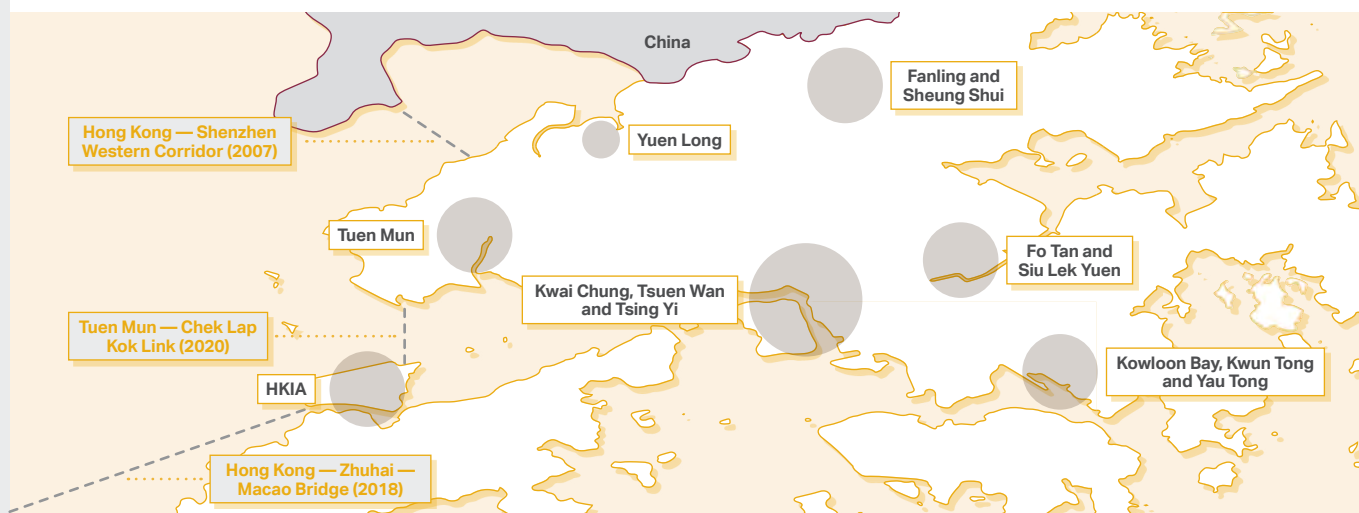 China
Fanling and
Sheung Shui
Hong Kong — Shenzhen
Western Corridor (2007)
Yuen Long
Tuen Mun
Fo Tan and
Siu Lek Yuen
Kwai Chung, Tsuen Wan
and Tsing Yi
Tuen Mun — Chek Lap
Kok Link (2020)
Kowloon Bay, Kwun Tong
and Yau Tong
HKIA
Hong Kong — Zhuhai —
Macao Bridge (2018)